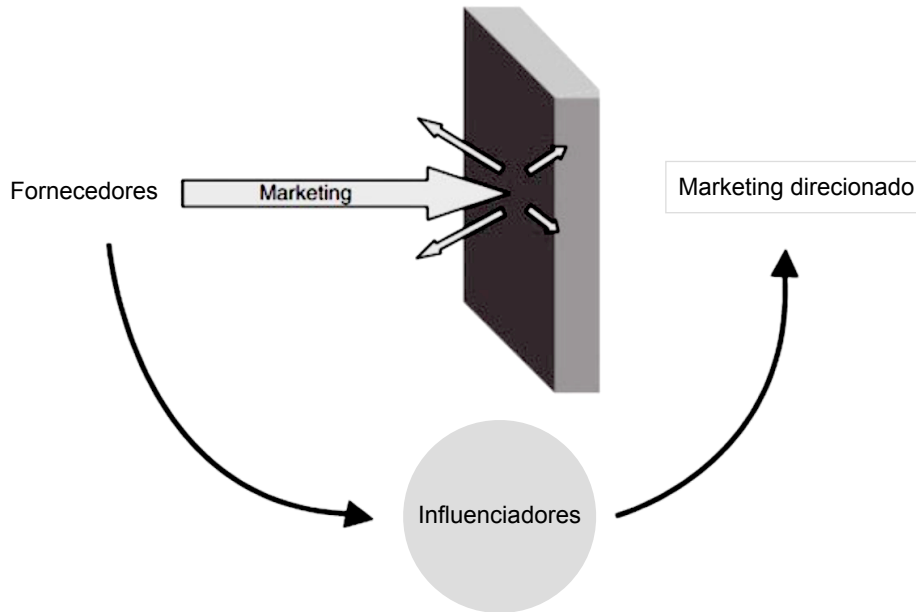 Fornecedores
Marketing
Marketing direcionado
Influenciadores